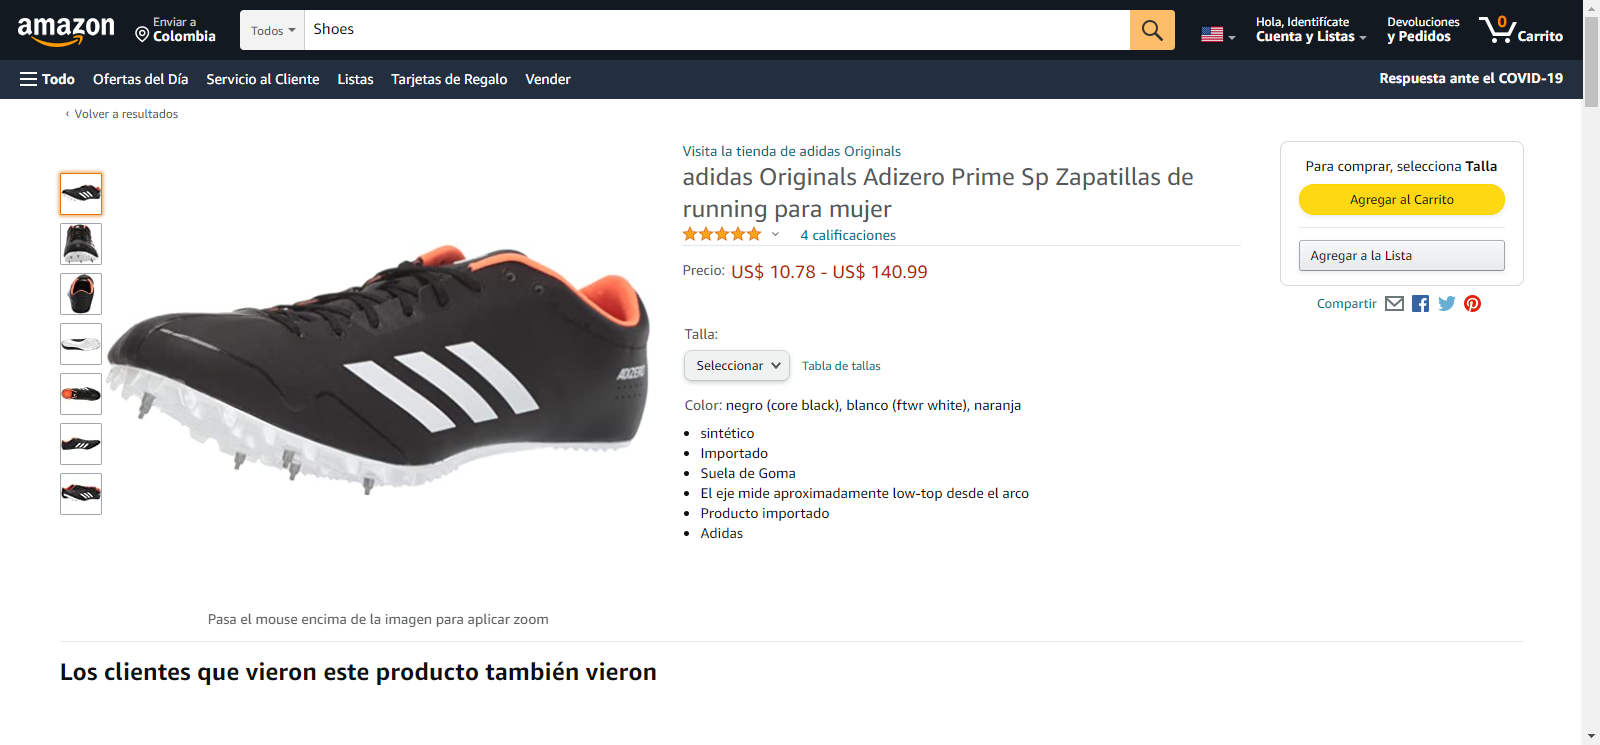 amazon
Enviar a
Colombia
Todos
Shoes
Hola, Identifícate
Cuenta y Listas
Devoluciones
y Pedidos
0
Carrito
Todo
Ofertas del Día
Servicio al Cliente
Listas
Tarjetas de Regalo
Vender
Respuesta ante el COVID-19
‹ Volver a resultados
Visita la tienda de adidas Originals
adidas Originals Adizero Prime Sp Zapatillas de
running para mujer
4 calificaciones
Precio: US$ 10.78 - US$ 140.99
Talla:
Seleccionar
Tabla de tallas
Color: negro (core black), blanco (ftwr white), naranja
sintético
Importado
Suela de Goma
El eje mide aproximadamente low-top desde el arco
Producto importado
Adidas
Para comprar, selecciona Talla
Agregar al Carrito
Agregar a la Lista
Compartir
ADIZERO
Pasa el mouse encima de la imagen para aplicar zoom
Los clientes que vieron este producto también vieron